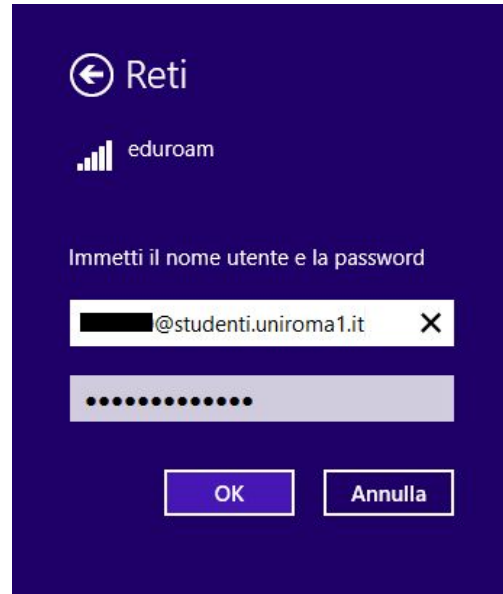 Reti
eduroam
Immetti il nome utente e la password
@studenti.uniroma1.it
•••••••••••••
OK
Annulla